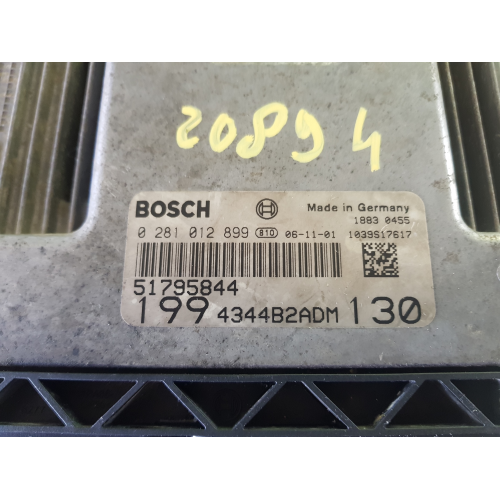 20894
BOSCH Made in Germany
1883 0455
0 281 012 899 810 06-11-01 1039S17617
51795844
199 4344B2ADM 130